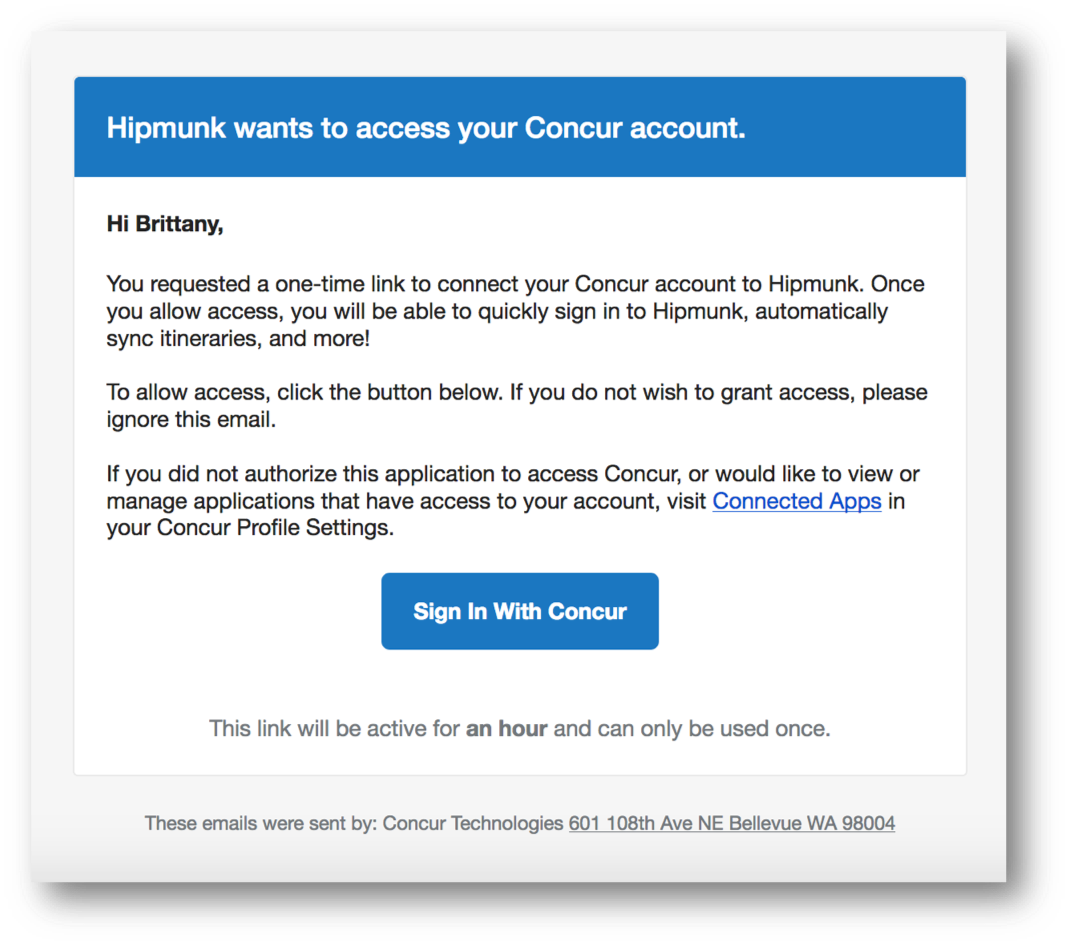 Hipmunk wants to access your Concur account.
Hi Brittany,
You requested a one-time link to connect your Concur account to Hipmunk. Once
you allow access, you will be able to quickly sign in to Hipmunk, automatically
sync itineraries, and more!
To allow access, click the button below. If you do not wish to grant access, please
ignore this email.
If you did not authorize this application to access Concur, or would like to view or
manage applications that have access to your account, visit Connected Apps in
your Concur Profile Settings.
Sign In With Concur
This link will be active for an hour and can only be used once.
These emails were sent by: Concur Technologies 601 108th Ave NE Bellevue WA 98004